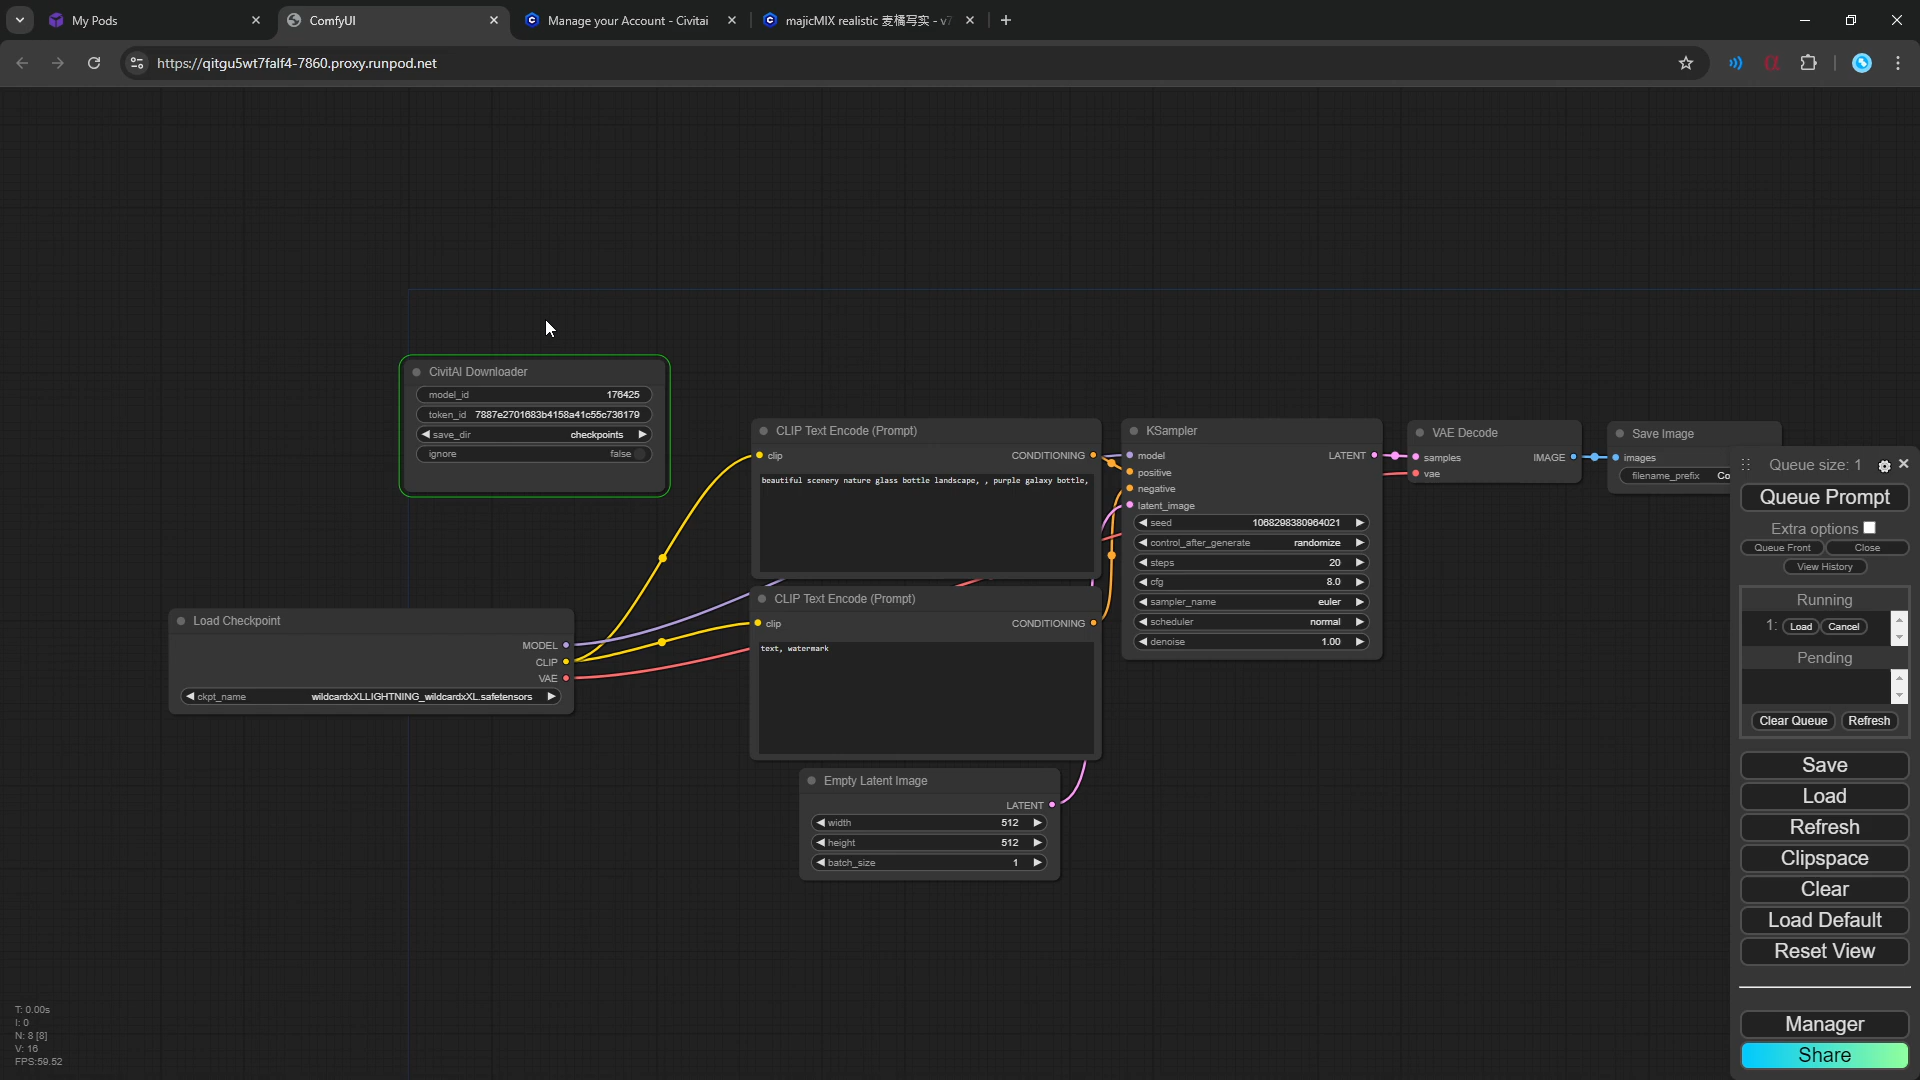 My Pods
ComfyUI
Manage your Account - Civitai
majicMIX realistic 麦橘写实 - v7
https://qitgu5wt7falf4-7860.proxy.runpod.net
CivitAI Downloader
model_id 176425
token_id 7887e2701683b4158a41c55c736179
save_dir checkpoints
ignore false
Load Checkpoint
MODEL
CLIP
VAE
ckpt_name wildcardxXLLIGHTNING_wildcardxXL.safetensors
CLIP Text Encode (Prompt)
clip CONDITIONING
beautiful scenery nature glass bottle landscape, , purple galaxy bottle,
CLIP Text Encode (Prompt)
clip CONDITIONING
text, watermark
Empty Latent Image
LATENT
width 512
height 512
batch_size 1
KSampler
model LATENT
positive
negative
latent_image
seed 1068298380964021
control_after_generate randomize
steps 20
cfg 8.0
sampler_name euler
scheduler normal
denoise 1.00
VAE Decode
samples IMAGE
vae
Save Image
images
filename_prefix Co
Queue size: 1
Queue Prompt
Extra options
Queue Front Close
View History
Running
1: Load Cancel
Pending
Clear Queue Refresh
Save
Load
Refresh
Clipspace
Clear
Load Default
Reset View
Manager
Share
T: 0.00s
I: 0
N: 8 [8]
V: 16
FPS:59.52